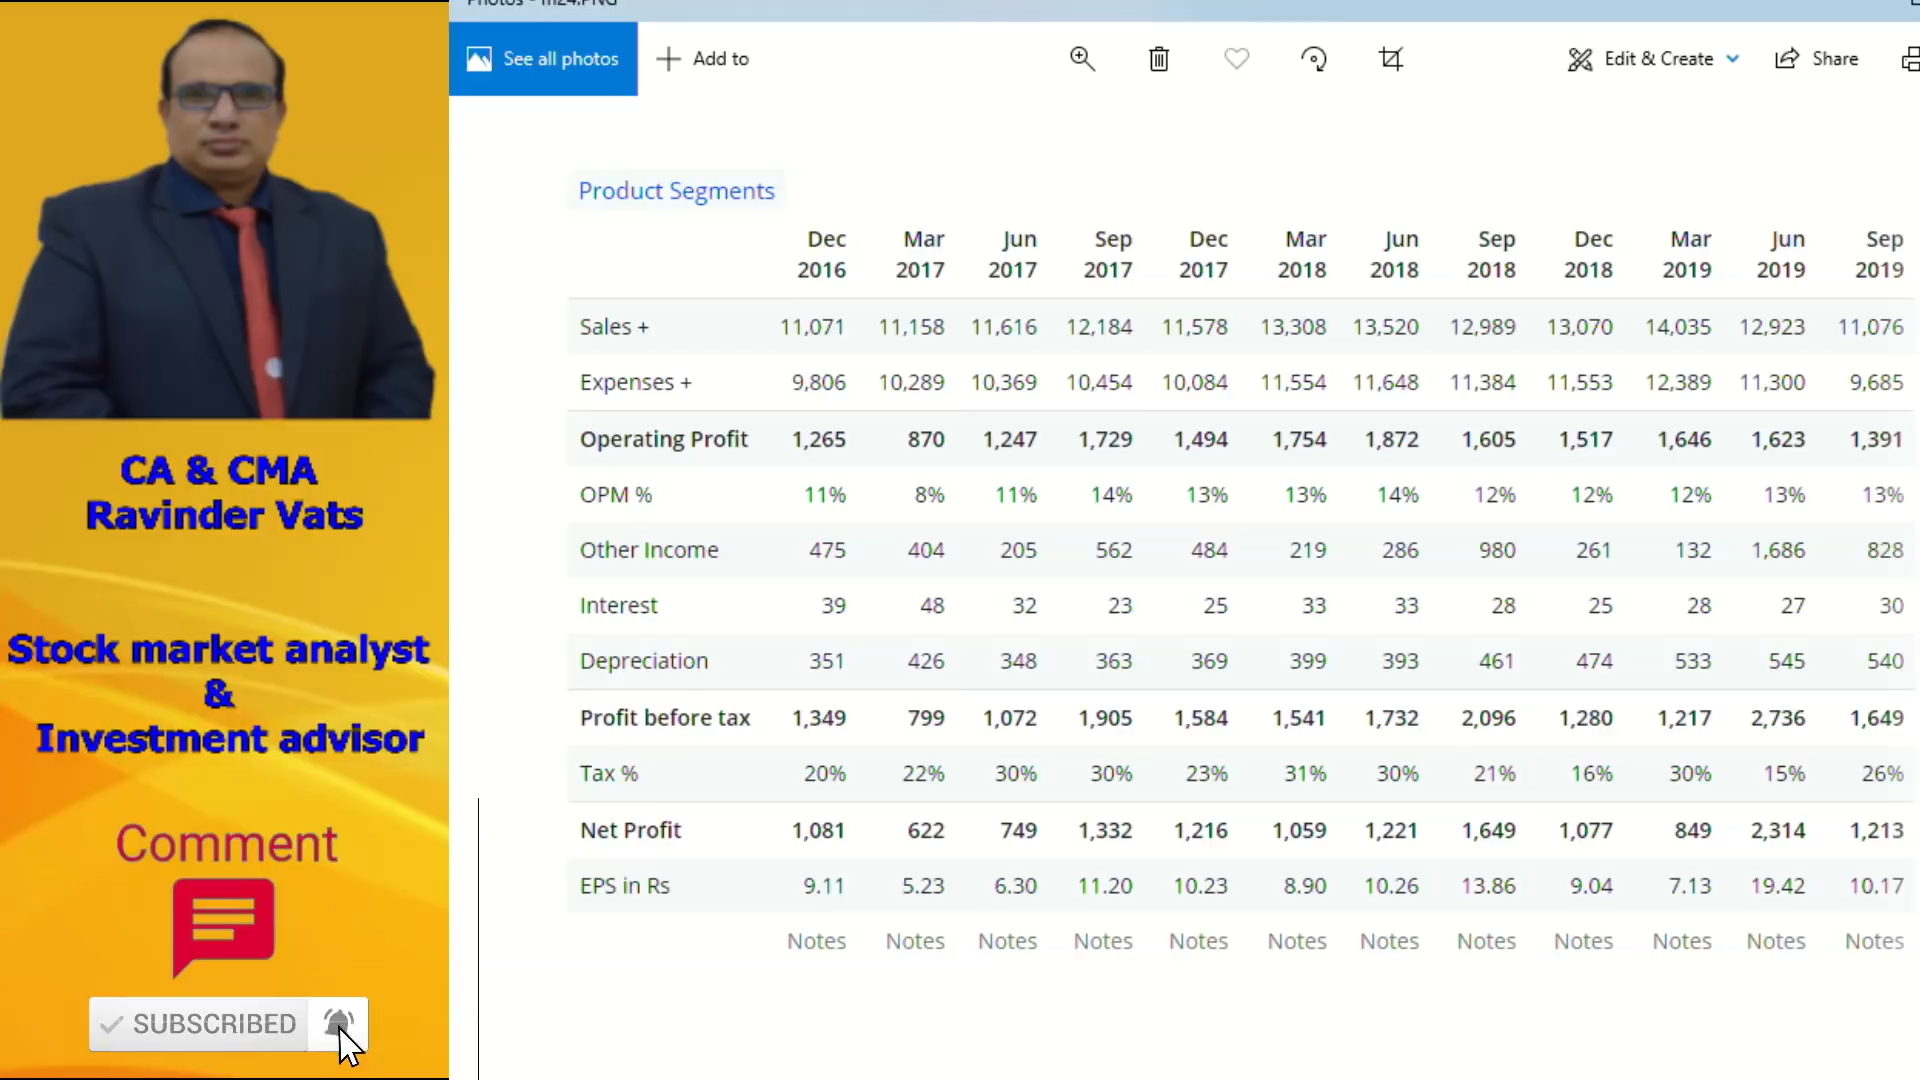 Photos - m24.PNG
See all photos
Add to
Edit & Create
Share
CA & CMA
Ravinder Vats
Stock market analyst
&
Investment advisor
Comment
SUBSCRIBED
Product Segments
Dec 2016 Mar 2017 Jun 2017 Sep 2017 Dec 2017 Mar 2018 Jun 2018 Sep 2018 Dec 2018 Mar 2019 Jun 2019 Sep 2019
Sales + 11,071 11,158 11,616 12,184 11,578 13,308 13,520 12,989 13,070 14,035 12,923 11,076
Expenses + 9,806 10,289 10,369 10,454 10,084 11,554 11,648 11,384 11,553 12,389 11,300 9,685
Operating Profit 1,265 870 1,247 1,729 1,494 1,754 1,872 1,605 1,517 1,646 1,623 1,391
OPM % 11% 8% 11% 14% 13% 13% 14% 12% 12% 12% 13% 13%
Other Income 475 404 205 562 484 219 286 980 261 132 1,686 828
Interest 39 48 32 23 25 33 33 28 25 28 27 30
Depreciation 351 426 348 363 369 399 393 461 474 533 545 540
Profit before tax 1,349 799 1,072 1,905 1,584 1,541 1,732 2,096 1,280 1,217 2,736 1,649
Tax % 20% 22% 30% 30% 23% 31% 30% 21% 16% 30% 15% 26%
Net Profit 1,081 622 749 1,332 1,216 1,059 1,221 1,649 1,077 849 2,314 1,213
EPS in Rs 9.11 5.23 6.30 11.20 10.23 8.90 10.26 13.86 9.04 7.13 19.42 10.17
Notes Notes Notes Notes Notes Notes Notes Notes Notes Notes Notes Notes